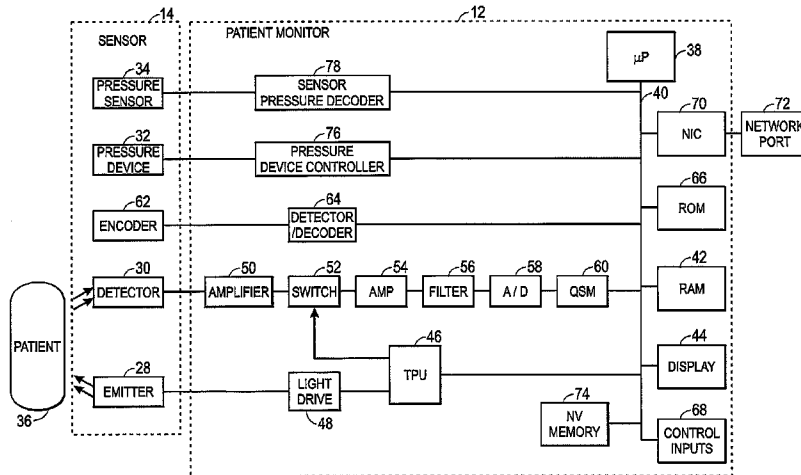 14
12
SENSOR
PATIENT MONITOR
34
PRESSURE
SENSOR
78
SENSOR
PRESSURE DECODER
µP
38
40
32
PRESSURE
DEVICE
76
PRESSURE
DEVICE CONTROLLER
70
NIC
72
NETWORK
PORT
62
ENCODER
64
DETECTOR
/DECODER
66
ROM
30
DETECTOR
50
AMPLIFIER
52
SWITCH
54
AMP
56
FILTER
58
A / D
60
QSM
42
RAM
PATIENT
36
28
EMITTER
LIGHT
DRIVE
48
46
TPU
44
DISPLAY
74
NV
MEMORY
68
CONTROL
INPUTS